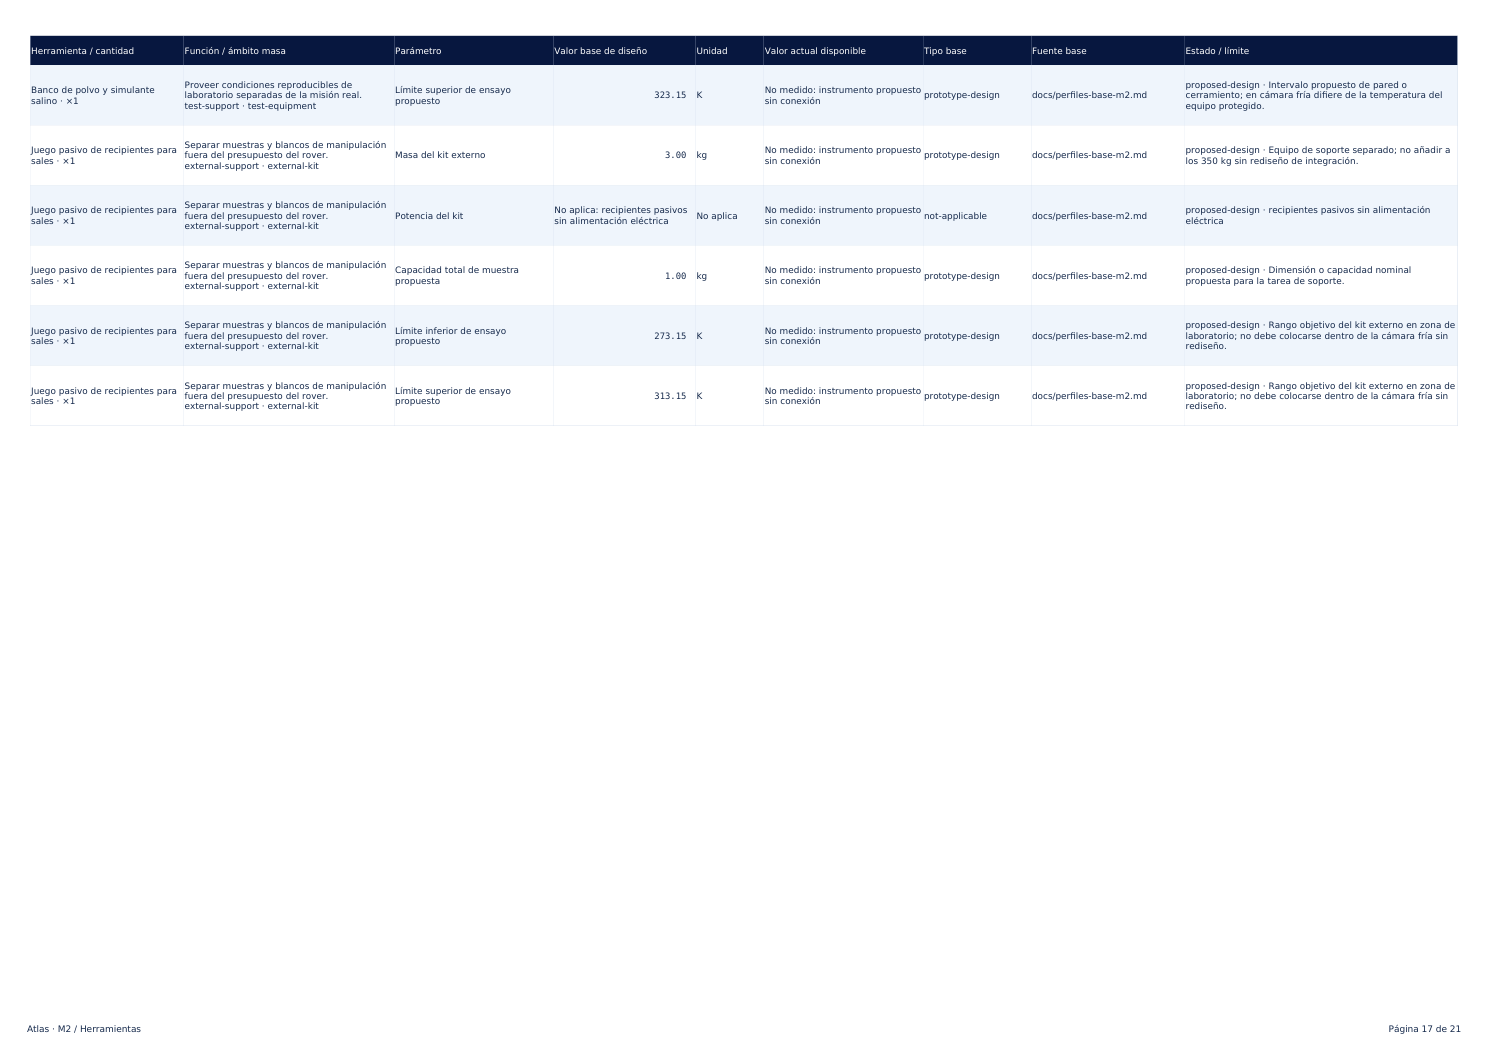 Herramienta / cantidad Función / ámbito masa Parámetro Valor base de diseño Unidad Valor actual disponible Tipo base Fuente base Estado / límite
Banco de polvo y simulante salino · ×1 Proveer condiciones reproducibles de laboratorio separadas de la misión real. test-support · test-equipment Límite superior de ensayo propuesto 323.15 K No medido: instrumento propuesto sin conexión prototype-design docs/perfiles-base-m2.md proposed-design · Intervalo propuesto de pared o cerramiento; en cámara fría difiere de la temperatura del equipo protegido.
Juego pasivo de recipientes para sales · ×1 Separar muestras y blancos de manipulación fuera del presupuesto del rover. external-support · external-kit Masa del kit externo 3.00 kg No medido: instrumento propuesto sin conexión prototype-design docs/perfiles-base-m2.md proposed-design · Equipo de soporte separado; no añadir a los 350 kg sin rediseño de integración.
Juego pasivo de recipientes para sales · ×1 Separar muestras y blancos de manipulación fuera del presupuesto del rover. external-support · external-kit Potencia del kit No aplica: recipientes pasivos sin alimentación eléctrica No aplica No medido: instrumento propuesto sin conexión not-applicable docs/perfiles-base-m2.md proposed-design · recipientes pasivos sin alimentación eléctrica
Juego pasivo de recipientes para sales · ×1 Separar muestras y blancos de manipulación fuera del presupuesto del rover. external-support · external-kit Capacidad total de muestra propuesta 1.00 kg No medido: instrumento propuesto sin conexión prototype-design docs/perfiles-base-m2.md proposed-design · Dimensión o capacidad nominal propuesta para la tarea de soporte.
Juego pasivo de recipientes para sales · ×1 Separar muestras y blancos de manipulación fuera del presupuesto del rover. external-support · external-kit Límite inferior de ensayo propuesto 273.15 K No medido: instrumento propuesto sin conexión prototype-design docs/perfiles-base-m2.md proposed-design · Rango objetivo del kit externo en zona de laboratorio; no debe colocarse dentro de la cámara fría sin rediseño.
Juego pasivo de recipientes para sales · ×1 Separar muestras y blancos de manipulación fuera del presupuesto del rover. external-support · external-kit Límite superior de ensayo propuesto 313.15 K No medido: instrumento propuesto sin conexión prototype-design docs/perfiles-base-m2.md proposed-design · Rango objetivo del kit externo en zona de laboratorio; no debe colocarse dentro de la cámara fría sin rediseño.
Atlas · M2 / Herramientas Página 17 de 21